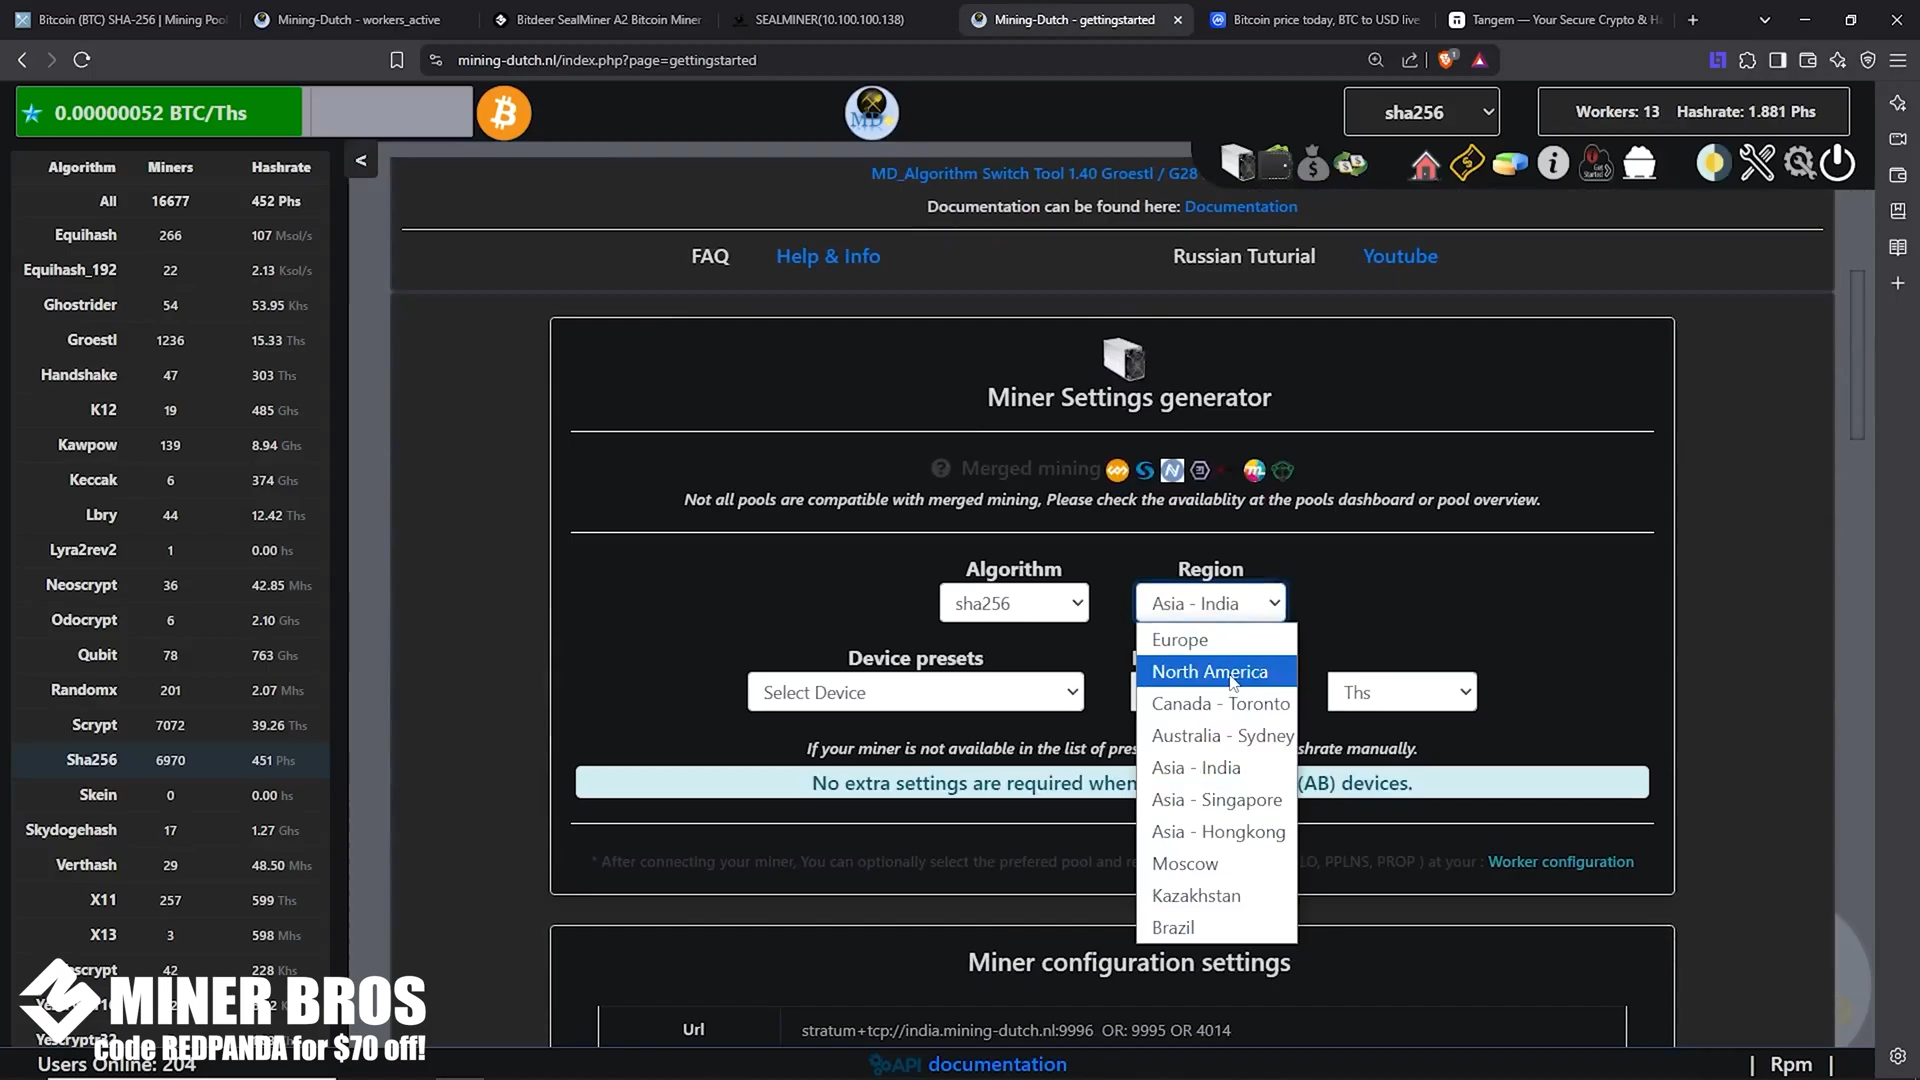 Bitcoin (BTC) SHA-256 | Mining Poo
Mining-Dutch - workers_active
Bitdeer SealMiner A2 Bitcoin Miner
SEALMINER(10.100.100.138)
Mining-Dutch - gettingstarted
Bitcoin price today, BTC to USD live
Tangem — Your Secure Crypto & H
mining-dutch.nl/index.php?page=gettingstarted
0.00000052 BTC/Ths
sha256
Workers: 13 Hashrate: 1.881 Phs
Algorithm Miners Hashrate
All 16677 452 Phs
Equihash 266 107 Msol/s
Equihash_192 22 2.13 Ksol/s
Ghostrider 54 53.95 Khs
Groestl 1236 15.33 Ths
Handshake 47 303 Ths
K12 19 485 Ghs
Kawpow 139 8.94 Ghs
Keccak 6 374 Ghs
Lbry 44 12.42 Ths
Lyra2rev2 1 0.00 hs
Neoscrypt 36 42.85 Mhs
Odocrypt 6 2.10 Ghs
Qubit 78 763 Ghs
Randomx 201 2.07 Mhs
Scrypt 7072 39.26 Ths
Sha256 6970 451 Phs
Skein 0 0.00 hs
Skydogehash 17 1.27 Ghs
Verthash 29 48.50 Mhs
X11 257 599 Ths
X13 3 598 Mhs
scrypt 42 228 Khs
Yescryptr32
Users Online: 204
<
MD_Algorithm Switch Tool 1.40 Groestl / G28
Documentation can be found here: Documentation
FAQ Help & Info Russian Tuturial Youtube
Miner Settings generator
Merged mining
Not all pools are compatible with merged mining, Please check the availablity at the pools dashboard or pool overview.
Algorithm Region
sha256 Asia - India
Europe
North America
Canada - Toronto
Australia - Sydney
Asia - India
Asia - Singapore
Asia - Hongkong
Moscow
Kazakhstan
Brazil
Device presets
Select Device Ths
If your miner is not available in the list of pres shrate manually.
No extra settings are required when (AB) devices.
* After connecting your miner, You can optionally select the prefered pool and re LO, PPLNS, PROP ) at your : Worker configuration
Miner configuration settings
Url stratum+tcp://india.mining-dutch.nl:9996 OR: 9995 OR 4014
API documentation
| Rpm |
MINER BROS
Code REDPANDA for $70 off!